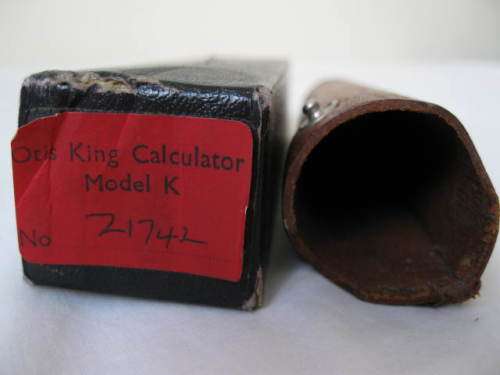 Otis King Calculator
Model K
No 21742